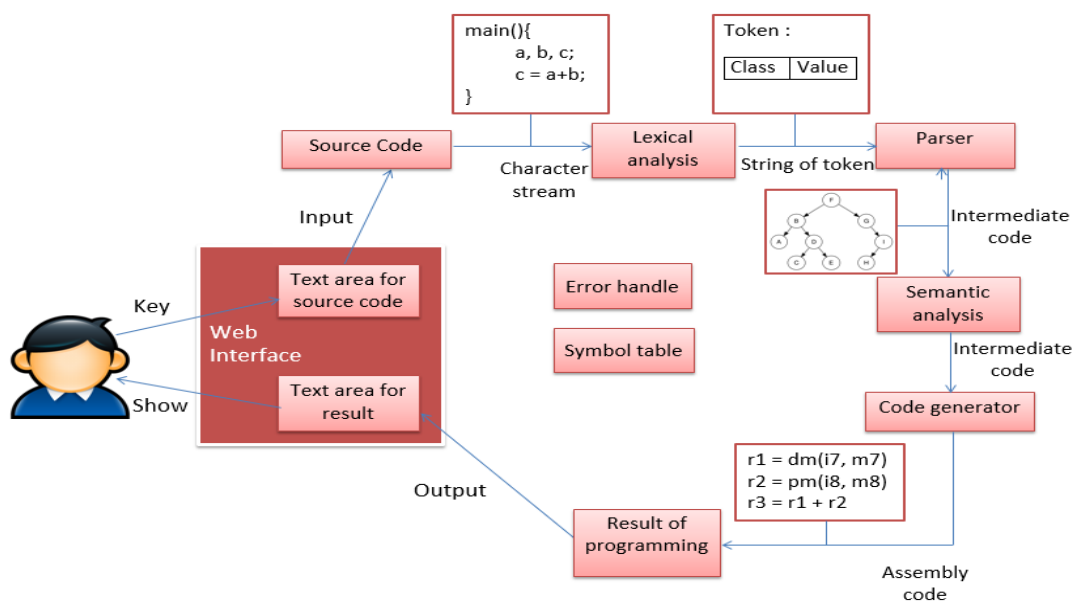 main(){
a, b, c;
c = a+b;
}
Token :
Class Value
Source Code
Lexical
analysis
Parser
Character
stream
String of token
Input
F
B
G
A
D
I
C
E
H
Intermediate
code
Text area for
source code
Error handle
Semantic
analysis
Key
Web
Interface
Symbol table
Intermediate
code
Text area for
result
Show
Code generator
r1 = dm(i7, m7)
r2 = pm(i8, m8)
r3 = r1 + r2
Output
Result of
programming
Assembly
code